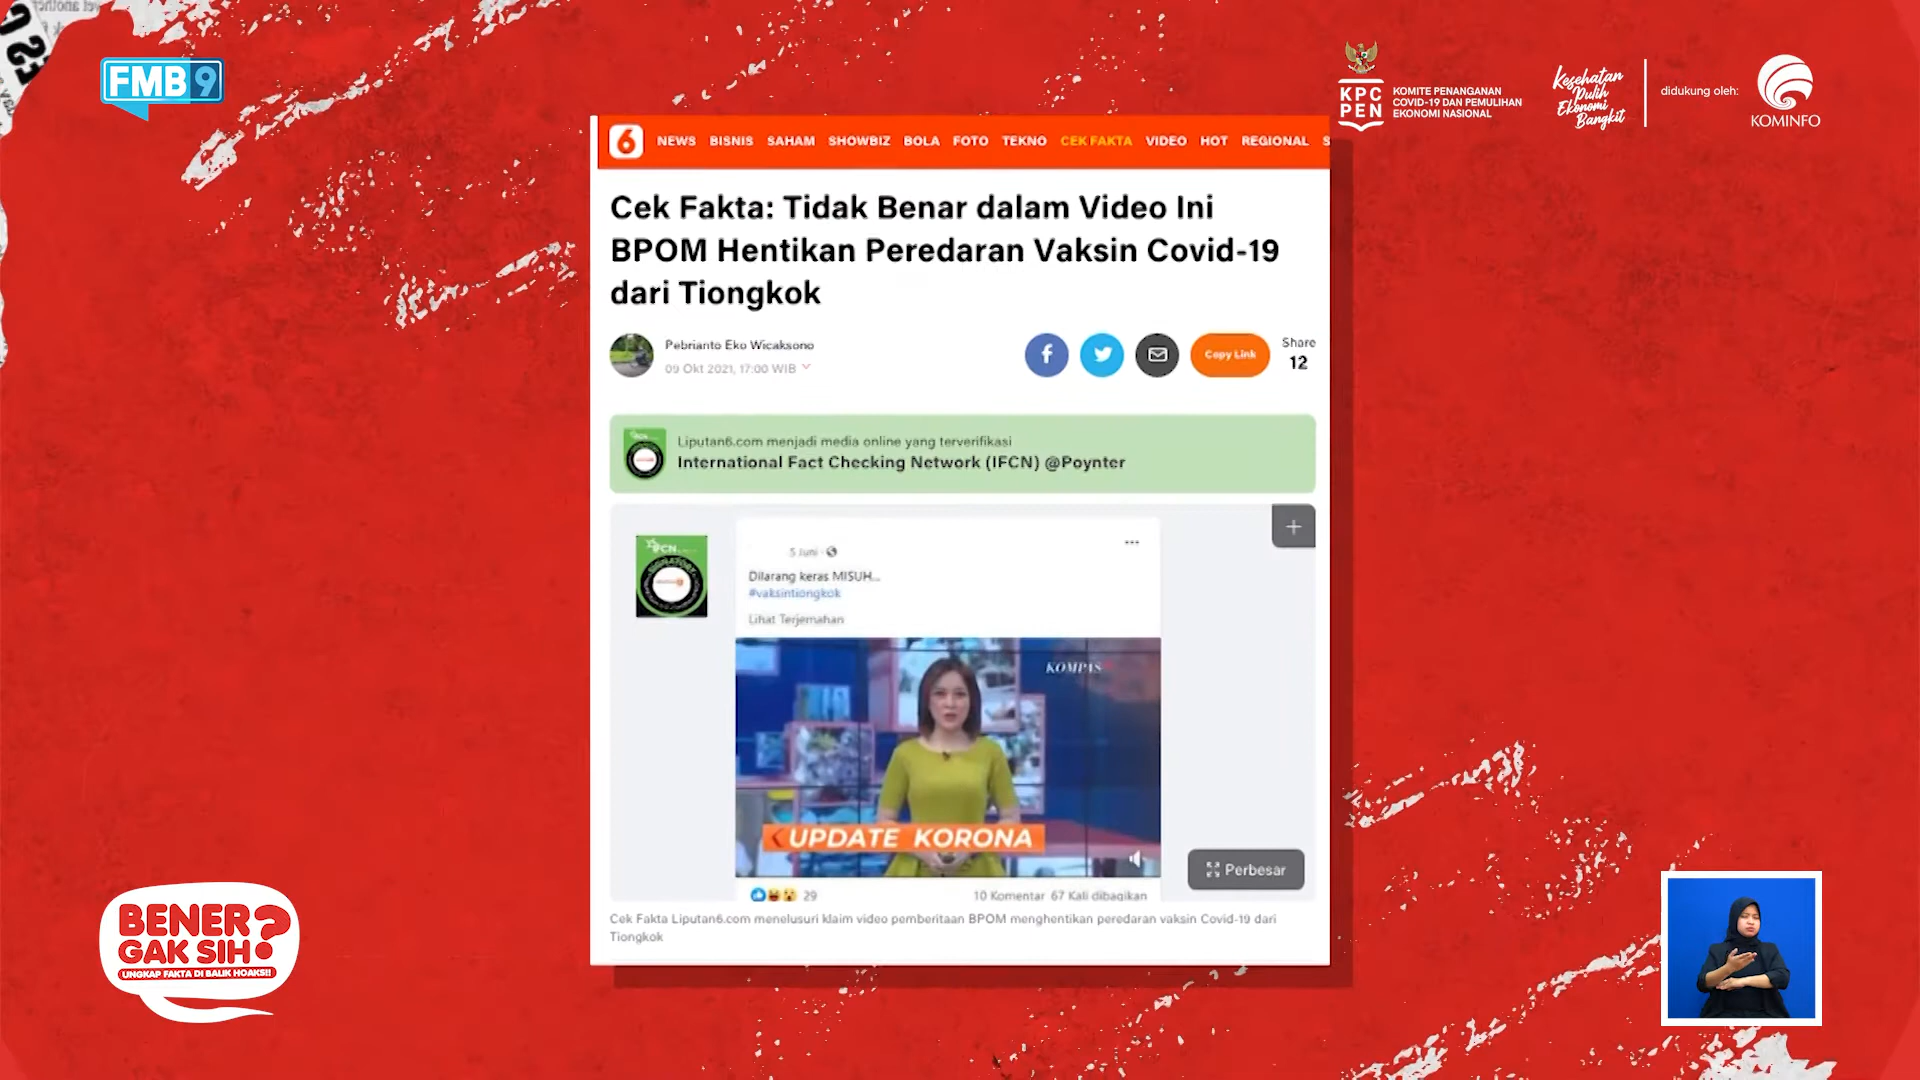 FMB 9
KPC
PEN
KOMITE PENANGANAN
COVID-19 DAN PEMULIHAN
EKONOMI NASIONAL
Kesehatan
Pulih
Ekonomi
Bangkit
didukung oleh:
KOMINFO
6 NEWS BISNIS SAHAM SHOWBIZ BOLA FOTO TEKNO CEK FAKTA VIDEO HOT REGIONAL S
Cek Fakta: Tidak Benar dalam Video Ini
BPOM Hentikan Peredaran Vaksin Covid-19
dari Tiongkok
Pebrianto Eko Wicaksono
09 Okt 2021, 17:00 WIB
Copy Link
Share
12
Liputan6.com menjadi media online yang terverifikasi
International Fact Checking Network (IFCN) @Poynter
IFCN
SIGNATORY
5 Juni
Dilarang keras MISUH...
#vaksintiongkok
Lihat Terjemahan
KOMPAS
UPDATE KORONA
Perbesar
29
10 Komentar 67 Kali dibagikan
Cek Fakta Liputan6.com menelusuri klaim video pemberitaan BPOM menghentikan peredaran vaksin Covid-19 dari
Tiongkok
BENER
GAK SIH?
UNGKAP FAKTA DI BALIK HOAKS!!